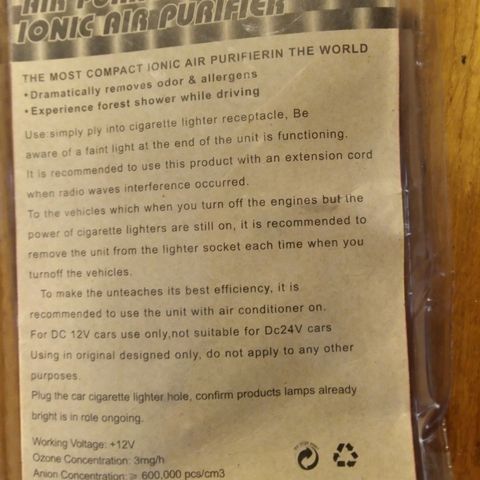 AIR PURI
IONIC AIR PURIFIER
THE MOST COMPACT IONIC AIR PURIFIERIN THE WORLD
•Dramatically removes odor & allergens
•Experience forest shower while driving
Use:simply ply into cigarette lighter receptacle, Be
aware of a faint light at the end of the unit is functioning.
It is recommended to use this product with an extension cord
when radio waves interference occurred.
To the vehicles which when you turn off the engines but the
power of cigarette lighters are still on, it is recommended to
remove the unit from the lighter socket each time when you
turnoff the vehicles.
To make the unteaches its best efficiency, it is
recommended to use the unit with air conditioner on.
For DC 12V cars use only,not suitable for Dc24V cars
Using in original designed only, do not apply to any other
purposes.
Plug the car cigarette lighter hole, confirm products lamps already
bright is in role ongoing.
Working Voltage: +12V
Ozone Concentration: 3mg/h
Anion Concentration: ≥ 600,000 pcs/cm3